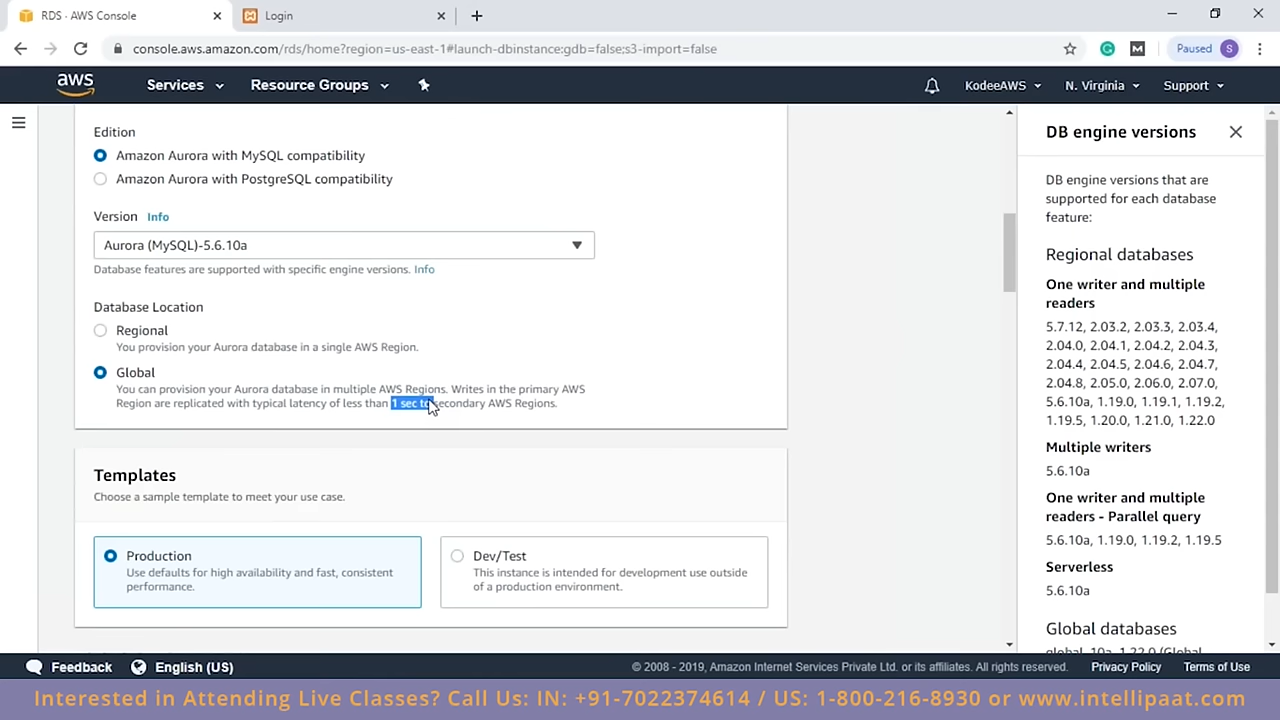 RDS · AWS Console
Login
console.aws.amazon.com/rds/home?region=us-east-1#launch-dbinstance:gdb=false;s3-import=false
Paused S
aws
Services
Resource Groups
KodeeAWS
N. Virginia
Support
Edition
Amazon Aurora with MySQL compatibility
Amazon Aurora with PostgreSQL compatibility
Version Info
Aurora (MySQL)-5.6.10a
Database features are supported with specific engine versions. Info
Database Location
Regional
You provision your Aurora database in a single AWS Region.
Global
You can provision your Aurora database in multiple AWS Regions. Writes in the primary AWS
Region are replicated with typical latency of less than 1 sec to secondary AWS Regions.
Templates
Choose a sample template to meet your use case.
Production
Use defaults for high availability and fast, consistent
performance.
Dev/Test
This instance is intended for development use outside
of a production environment.
DB engine versions
DB engine versions that are
supported for each database
feature:
Regional databases
One writer and multiple
readers
5.7.12, 2.03.2, 2.03.3, 2.03.4,
2.04.0, 2.04.1, 2.04.2, 2.04.3,
2.04.4, 2.04.5, 2.04.6, 2.04.7,
2.04.8, 2.05.0, 2.06.0, 2.07.0,
5.6.10a, 1.19.0, 1.19.1, 1.19.2,
1.19.5, 1.20.0, 1.21.0, 1.22.0
Multiple writers
5.6.10a
One writer and multiple
readers - Parallel query
5.6.10a, 1.19.0, 1.19.2, 1.19.5
Serverless
5.6.10a
Global databases
global_10a, 1.22.0 (Global
Feedback
English (US)
© 2008 - 2019, Amazon Internet Services Private Ltd. or its affiliates. All rights reserved.
Privacy Policy
Terms of Use
Interested in Attending Live Classes? Call Us: IN: +91-7022374614 / US: 1-800-216-8930 or www.intellipaat.com